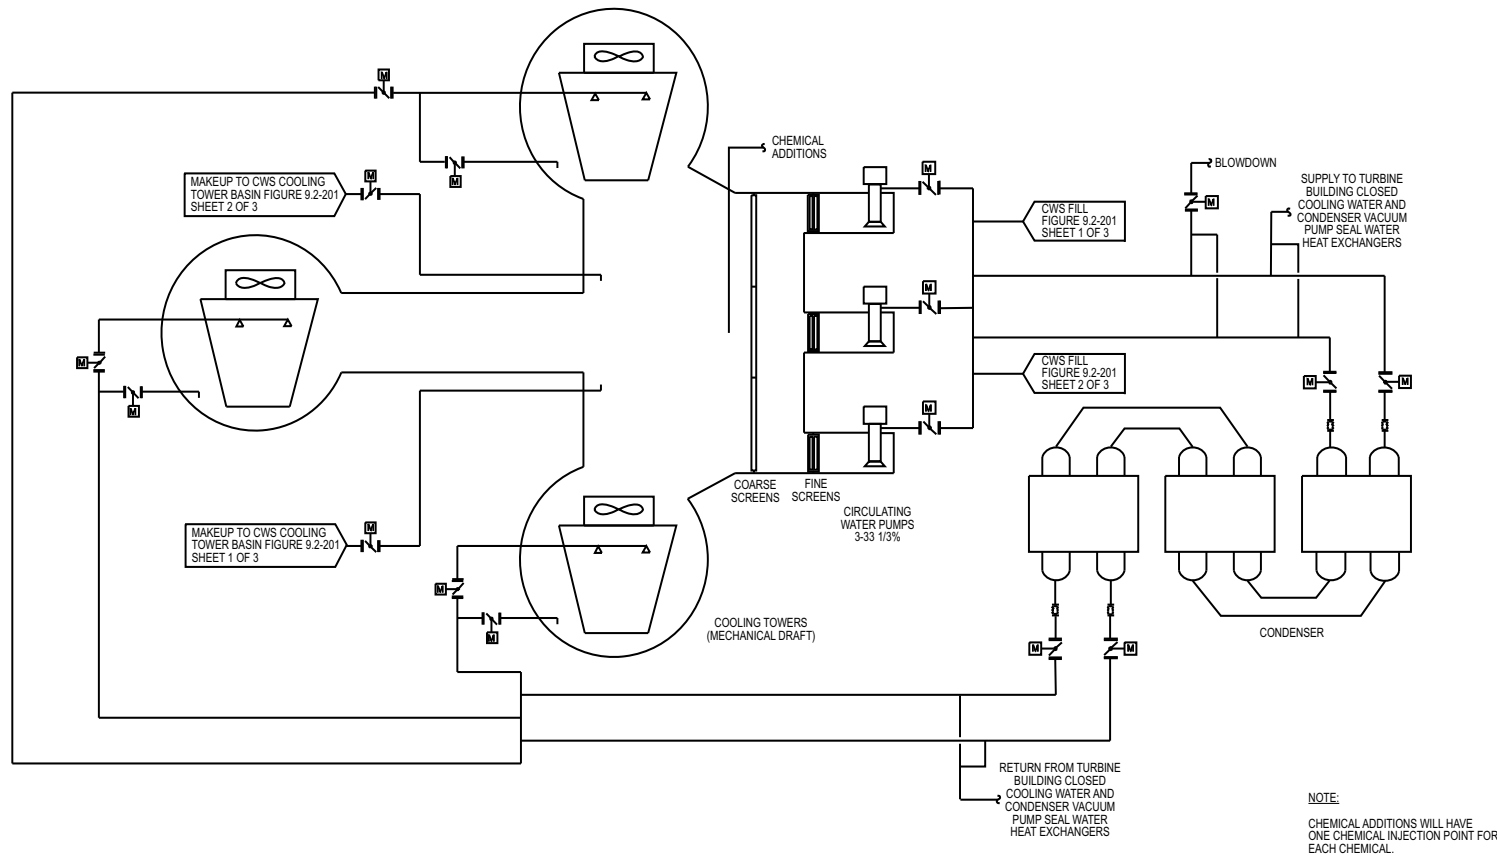 M
CHEMICAL
ADDITIONS
M
M
M
BLOWDOWN
MAKEUP TO CWS COOLING
TOWER BASIN FIGURE 9.2-201
SHEET 2 OF 3
M
SUPPLY TO TURBINE
BUILDING CLOSED
COOLING WATER AND
CONDENSER VACUUM
PUMP SEAL WATER
HEAT EXCHANGERS
CWS FILL
FIGURE 9.2-201
SHEET 1 OF 3
M
M
M
CWS FILL
FIGURE 9.2-201
SHEET 2 OF 3
M
M
M
M
COARSE
SCREENS
FINE
SCREENS
CIRCULATING
WATER PUMPS
3-33 1/3%
MAKEUP TO CWS COOLING
TOWER BASIN FIGURE 9.2-201
SHEET 1 OF 3
M
M
M
COOLING TOWERS
(MECHANICAL DRAFT)
CONDENSER
M
M
RETURN FROM TURBINE
BUILDING CLOSED
COOLING WATER AND
CONDENSER VACUUM
PUMP SEAL WATER
HEAT EXCHANGERS
NOTE:
CHEMICAL ADDITIONS WILL HAVE
ONE CHEMICAL INJECTION POINT FOR
EACH CHEMICAL.